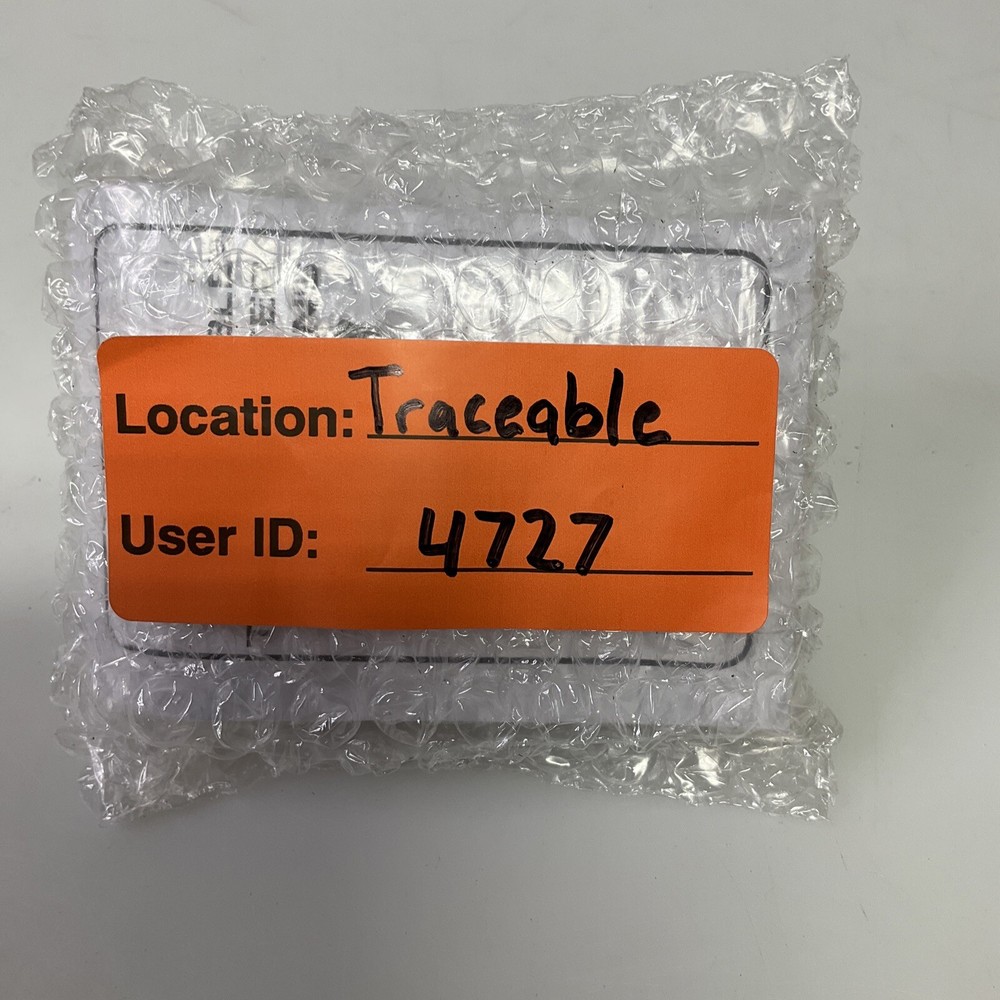 Location: Traceable
User ID: 4727